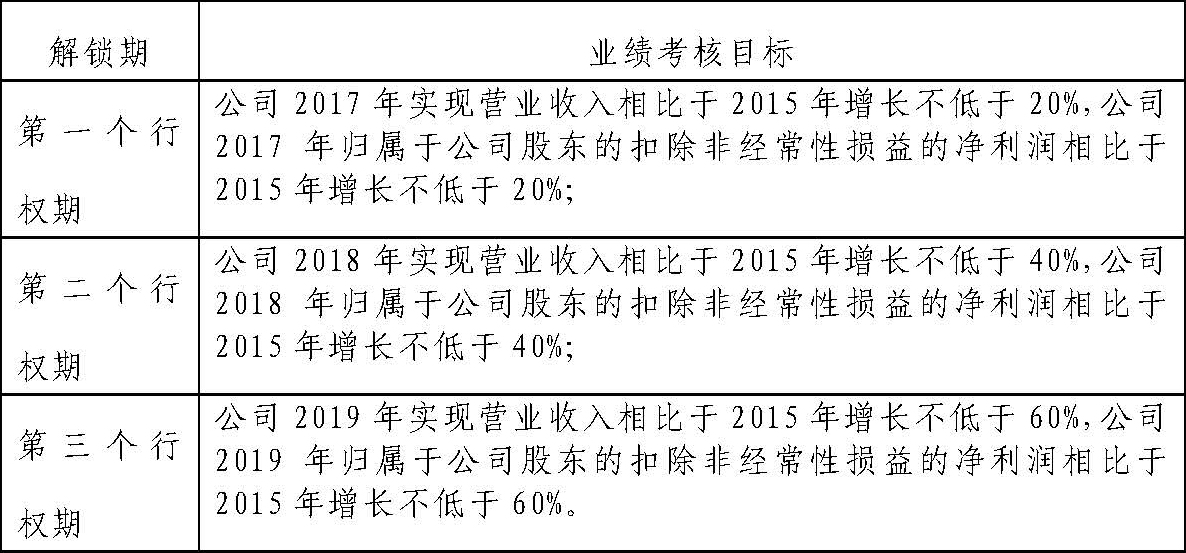 解锁期
业绩考核目标
第一个行
权期
公司 2017 年实现营业收入相比于 2015 年增长不低于 20%,公司
2017 年归属于公司股东的扣除非经常性损益的净利润相比于
2015 年增长不低于 20%;
第二个行
权期
公司 2018 年实现营业收入相比于 2015 年增长不低于 40%,公司
2018 年归属于公司股东的扣除非经常性损益的净利润相比于
2015 年增长不低于 40%;
第三个行
权期
公司 2019 年实现营业收入相比于 2015 年增长不低于 60%,公司
2019 年归属于公司股东的扣除非经常性损益的净利润相比于
2015 年增长不低于 60%。